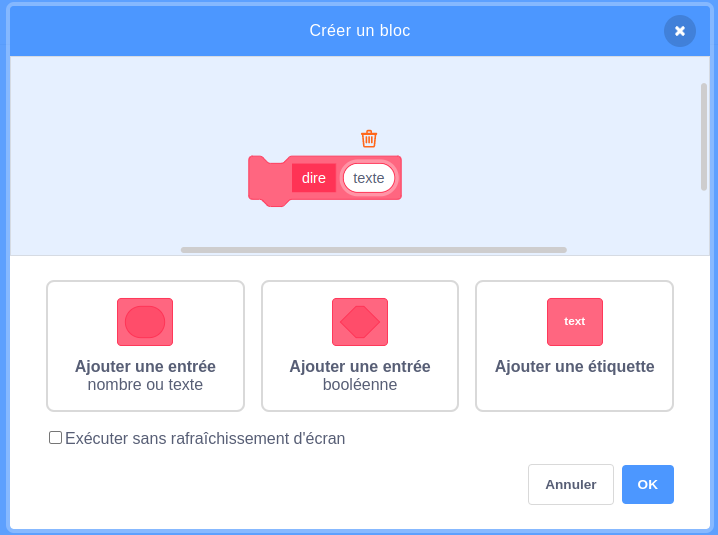 Créer un bloc
dire texte
text
Ajouter une entrée
nombre ou texte
Ajouter une entrée
booléenne
Ajouter une étiquette
Exécuter sans rafraîchissement d'écran
Annuler OK